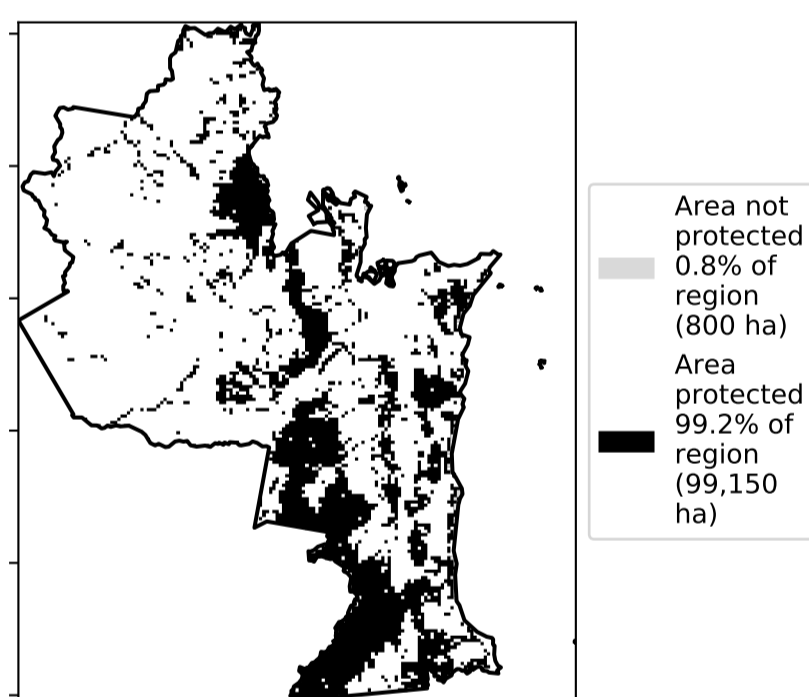 Area not
protected
0.8% of
region
(800 ha)
Area
protected
99.2% of
region
(99,150
ha)